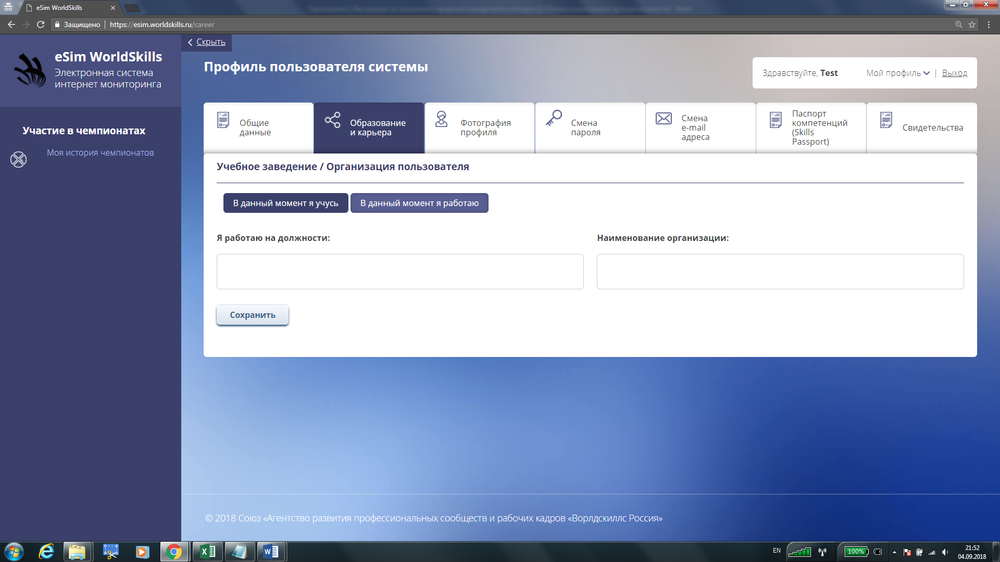 eSim WorldSkills
Защищено
https://esim.worldskills.ru/career
eSim WorldSkills
Электронная система
интернет мониторинга
Участие в чемпионатах
Моя история чемпионатов
Скрыть
Профиль пользователя системы
Здравствуйте, Test
Мой профиль | Выход
Общие
данные
Образование
и карьера
Фотография
профиля
Смена
пароля
Смена
e-mail
адреса
Паспорт
компетенций
(Skills
Passport)
Свидетельства
Учебное заведение / Организация пользователя
В данный момент я учусь
В данный момент я работаю
Я работаю на должности:
Наименование организации:
Сохранить
© 2018 Союз «Агентство развития профессиональных сообществ и рабочих кадров «Ворлдскиллс Россия»
EN
100%
21:52
04.09.2018